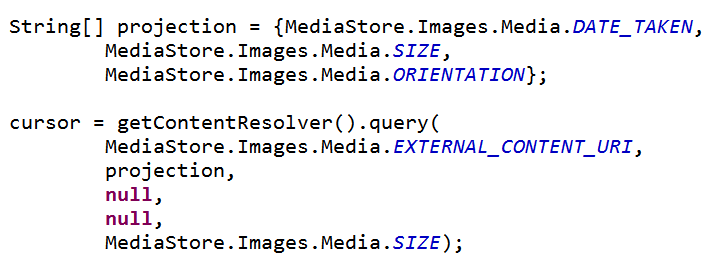 String[] projection = {MediaStore.Images.Media.DATE_TAKEN,
        MediaStore.Images.Media.SIZE,
        MediaStore.Images.Media.ORIENTATION};

cursor = getContentResolver().query(
        MediaStore.Images.Media.EXTERNAL_CONTENT_URI,
        projection,
        null,
        null,
        MediaStore.Images.Media.SIZE);